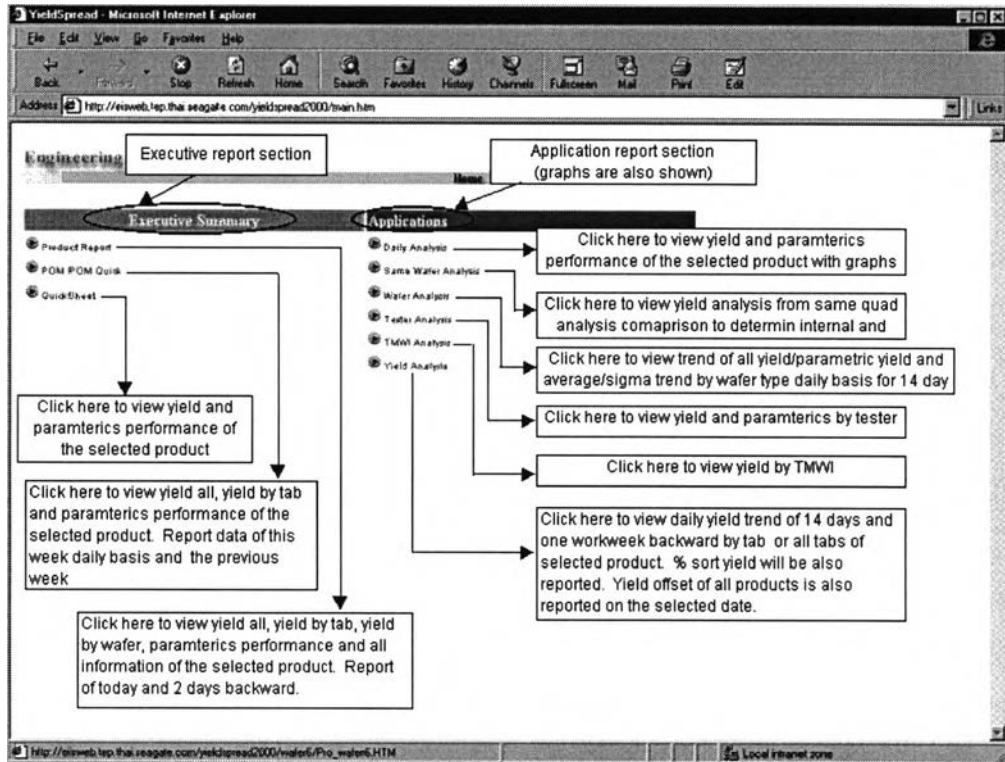 YieldSpread - Microsoft Internet Explorer
File Edit View Go Favorites Help
Back Forward Stop Refresh Home Search Favorites History Channels Fullscreen Mail Print Edit
Address http://eisweb.tep.thai.seagate.com/yieldspread2000/main.htm Links
Engineering
Executive report section
Application report section
(graphs are also shown)
Home
Executive Summary
Applications
Product Report
POM POM Quick
QuickSheet
Daily Analysis
Same Wafer Analysis
Wafer Analysis
Tester Analysis
TMWI Analysis
Yield Analysis
Click here to view yield and paramterics
performance of the selected product with graphs
Click here to view yield analysis from same quad
analysis comaprison to determin internal and
Click here to view trend of all yield/parametric yield and
average/sigma trend by wafer type daily basis for 14 day
Click here to view yield and paramterics by tester
Click here to view yield by TMWI
Click here to view daily yield trend of 14 days and
one workweek backward by tab or all tabs of
selected product. % sort yield will be also
reported. Yield offset of all products is also
reported on the selected date.
Click here to view yield and
paramterics performance of
the selected product
Click here to view yield all, yield by tab
and paramterics performance of the
selected product. Report data of this
week daily basis and the previous
week
Click here to view yield all, yield by tab, yield
by wafer, paramterics performance and all
information of the selected product. Report
of today and 2 days backward.
http://eisweb.tep.thai.seagate.com/yieldspread2000/wafer6/Pro_wafer6.HTM Local intranet zone